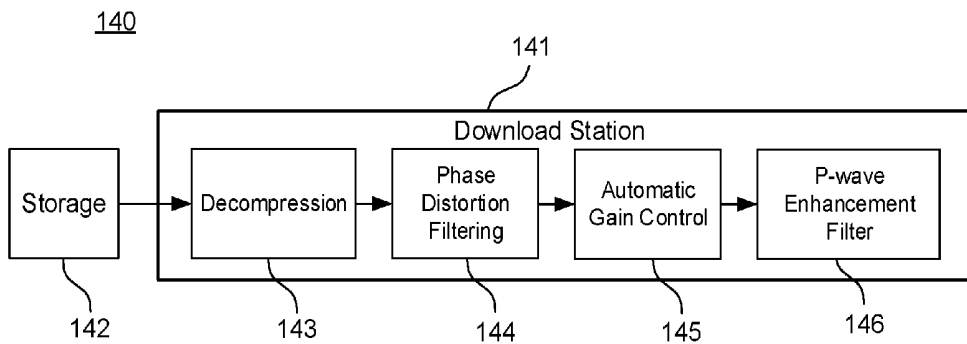 140
141
Download Station
Storage
Decompression
Phase
Distortion
Filtering
Automatic
Gain Control
P-wave
Enhancement
Filter
142
143
144
145
146